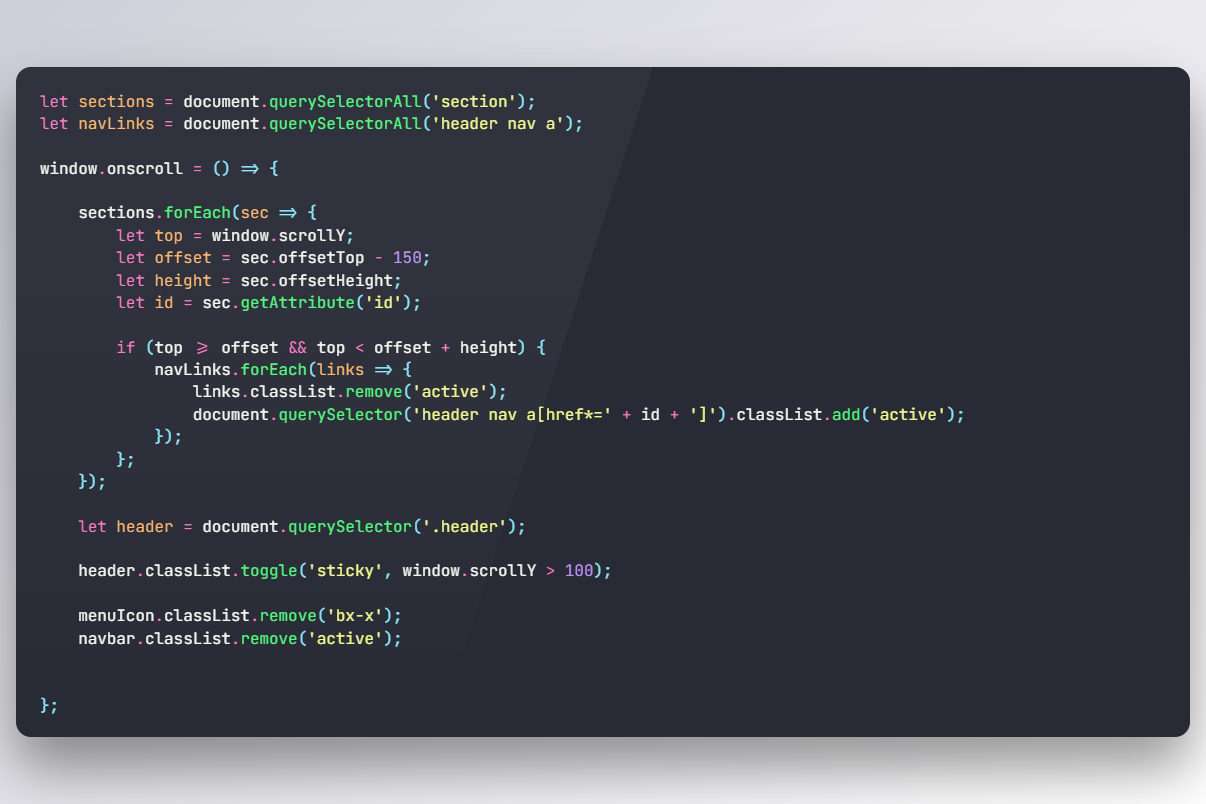 let sections = document.querySelectorAll('section');
let navLinks = document.querySelectorAll('header nav a');

window.onscroll = () => {

    sections.forEach(sec => {
        let top = window.scrollY;
        let offset = sec.offsetTop - 150;
        let height = sec.offsetHeight;
        let id = sec.getAttribute('id');

        if (top >= offset && top < offset + height) {
            navLinks.forEach(links => {
                links.classList.remove('active');
                document.querySelector('header nav a[href*=' + id + ']').classList.add('active');
            });
        };
    });

    let header = document.querySelector('.header');

    header.classList.toggle('sticky', window.scrollY > 100);

    menuIcon.classList.remove('bx-x');
    navbar.classList.remove('active');


};